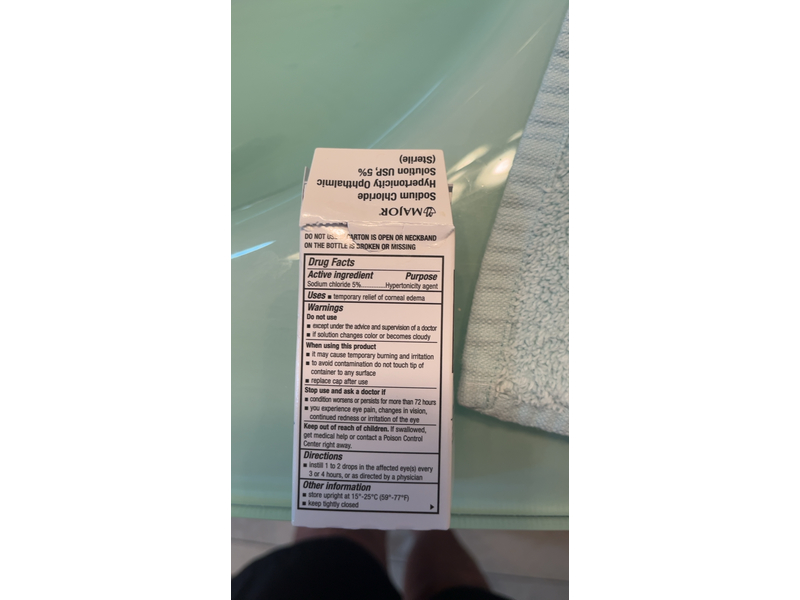 MAJOR
Sodium Chloride
Hypertonicity Ophthalmic
Solution USP, 5%
(Sterile)
DO NOT USE CARTON IS OPEN OR NECKBAND
ON THE BOTTLE IS BROKEN OR MISSING
Drug Facts
Active ingredient Purpose
Sodium chloride 5%..............Hypertonicity agent
Uses ■ temporary relief of corneal edema
Warnings
Do not use
■ except under the advice and supervision of a doctor
■ if solution changes color or becomes cloudy
When using this product
■ it may cause temporary burning and irritation
■ to avoid contamination do not touch tip of
container to any surface
■ replace cap after use
Stop use and ask a doctor if
■ condition worsens or persists for more than 72 hours
■ you experience eye pain, changes in vision,
continued redness or irritation of the eye
Keep out of reach of children. If swallowed,
get medical help or contact a Poison Control
Center right away.
Directions
■ instill 1 to 2 drops in the affected eye(s) every
3 or 4 hours, or as directed by a physician
Other information
■ store upright at 15°-25°C (59°-77°F)
■ keep tightly closed